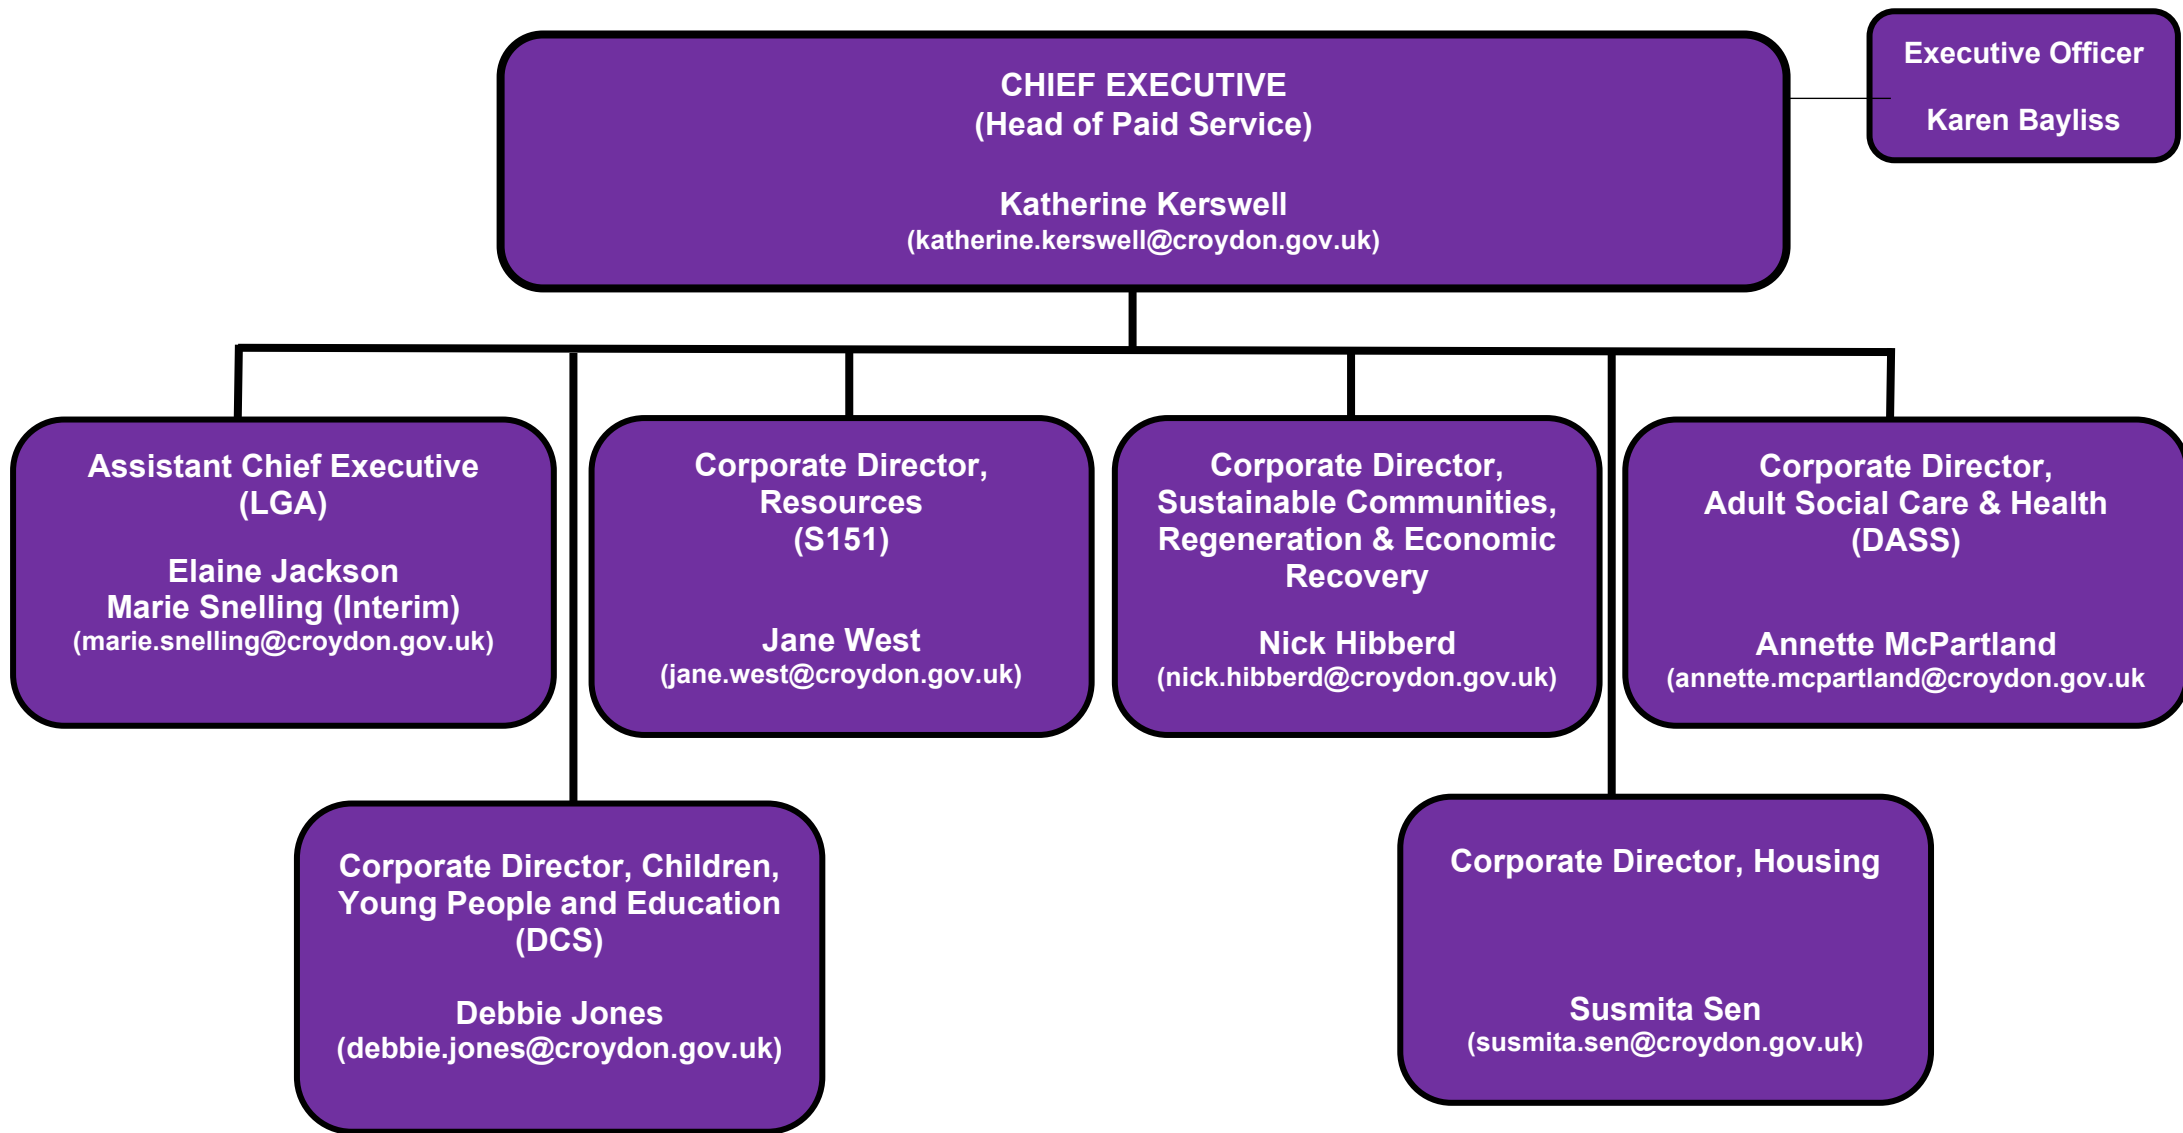 CHIEF EXECUTIVE
(Head of Paid Service)
Katherine Kerswell
(katherine.kerswell@croydon.gov.uk)
Executive Officer
Karen Bayliss
Assistant Chief Executive
(LGA)
Elaine Jackson
Marie Snelling (Interim)
(marie.snelling@croydon.gov.uk)
Corporate Director,
Resources
(S151)
Jane West
(jane.west@croydon.gov.uk)
Corporate Director,
Sustainable Communities,
Regeneration & Economic
Recovery
Nick Hibberd
(nick.hibberd@croydon.gov.uk)
Corporate Director,
Adult Social Care & Health
(DASS)
Annette McPartland
(annette.mcpartland@croydon.gov.uk
Corporate Director, Children,
Young People and Education
(DCS)
Debbie Jones
(debbie.jones@croydon.gov.uk)
Corporate Director, Housing
Susmita Sen
(susmita.sen@croydon.gov.uk)